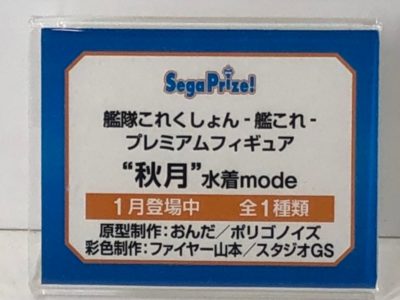 SegaPrize!
艦隊これくしょん -艦これ-
プレミアムフィギュア
“秋月”水着mode
1月登場中 全1種類
原型制作：おんだ／ポリゴノイズ
彩色制作：ファイヤー山本／スタジオGS